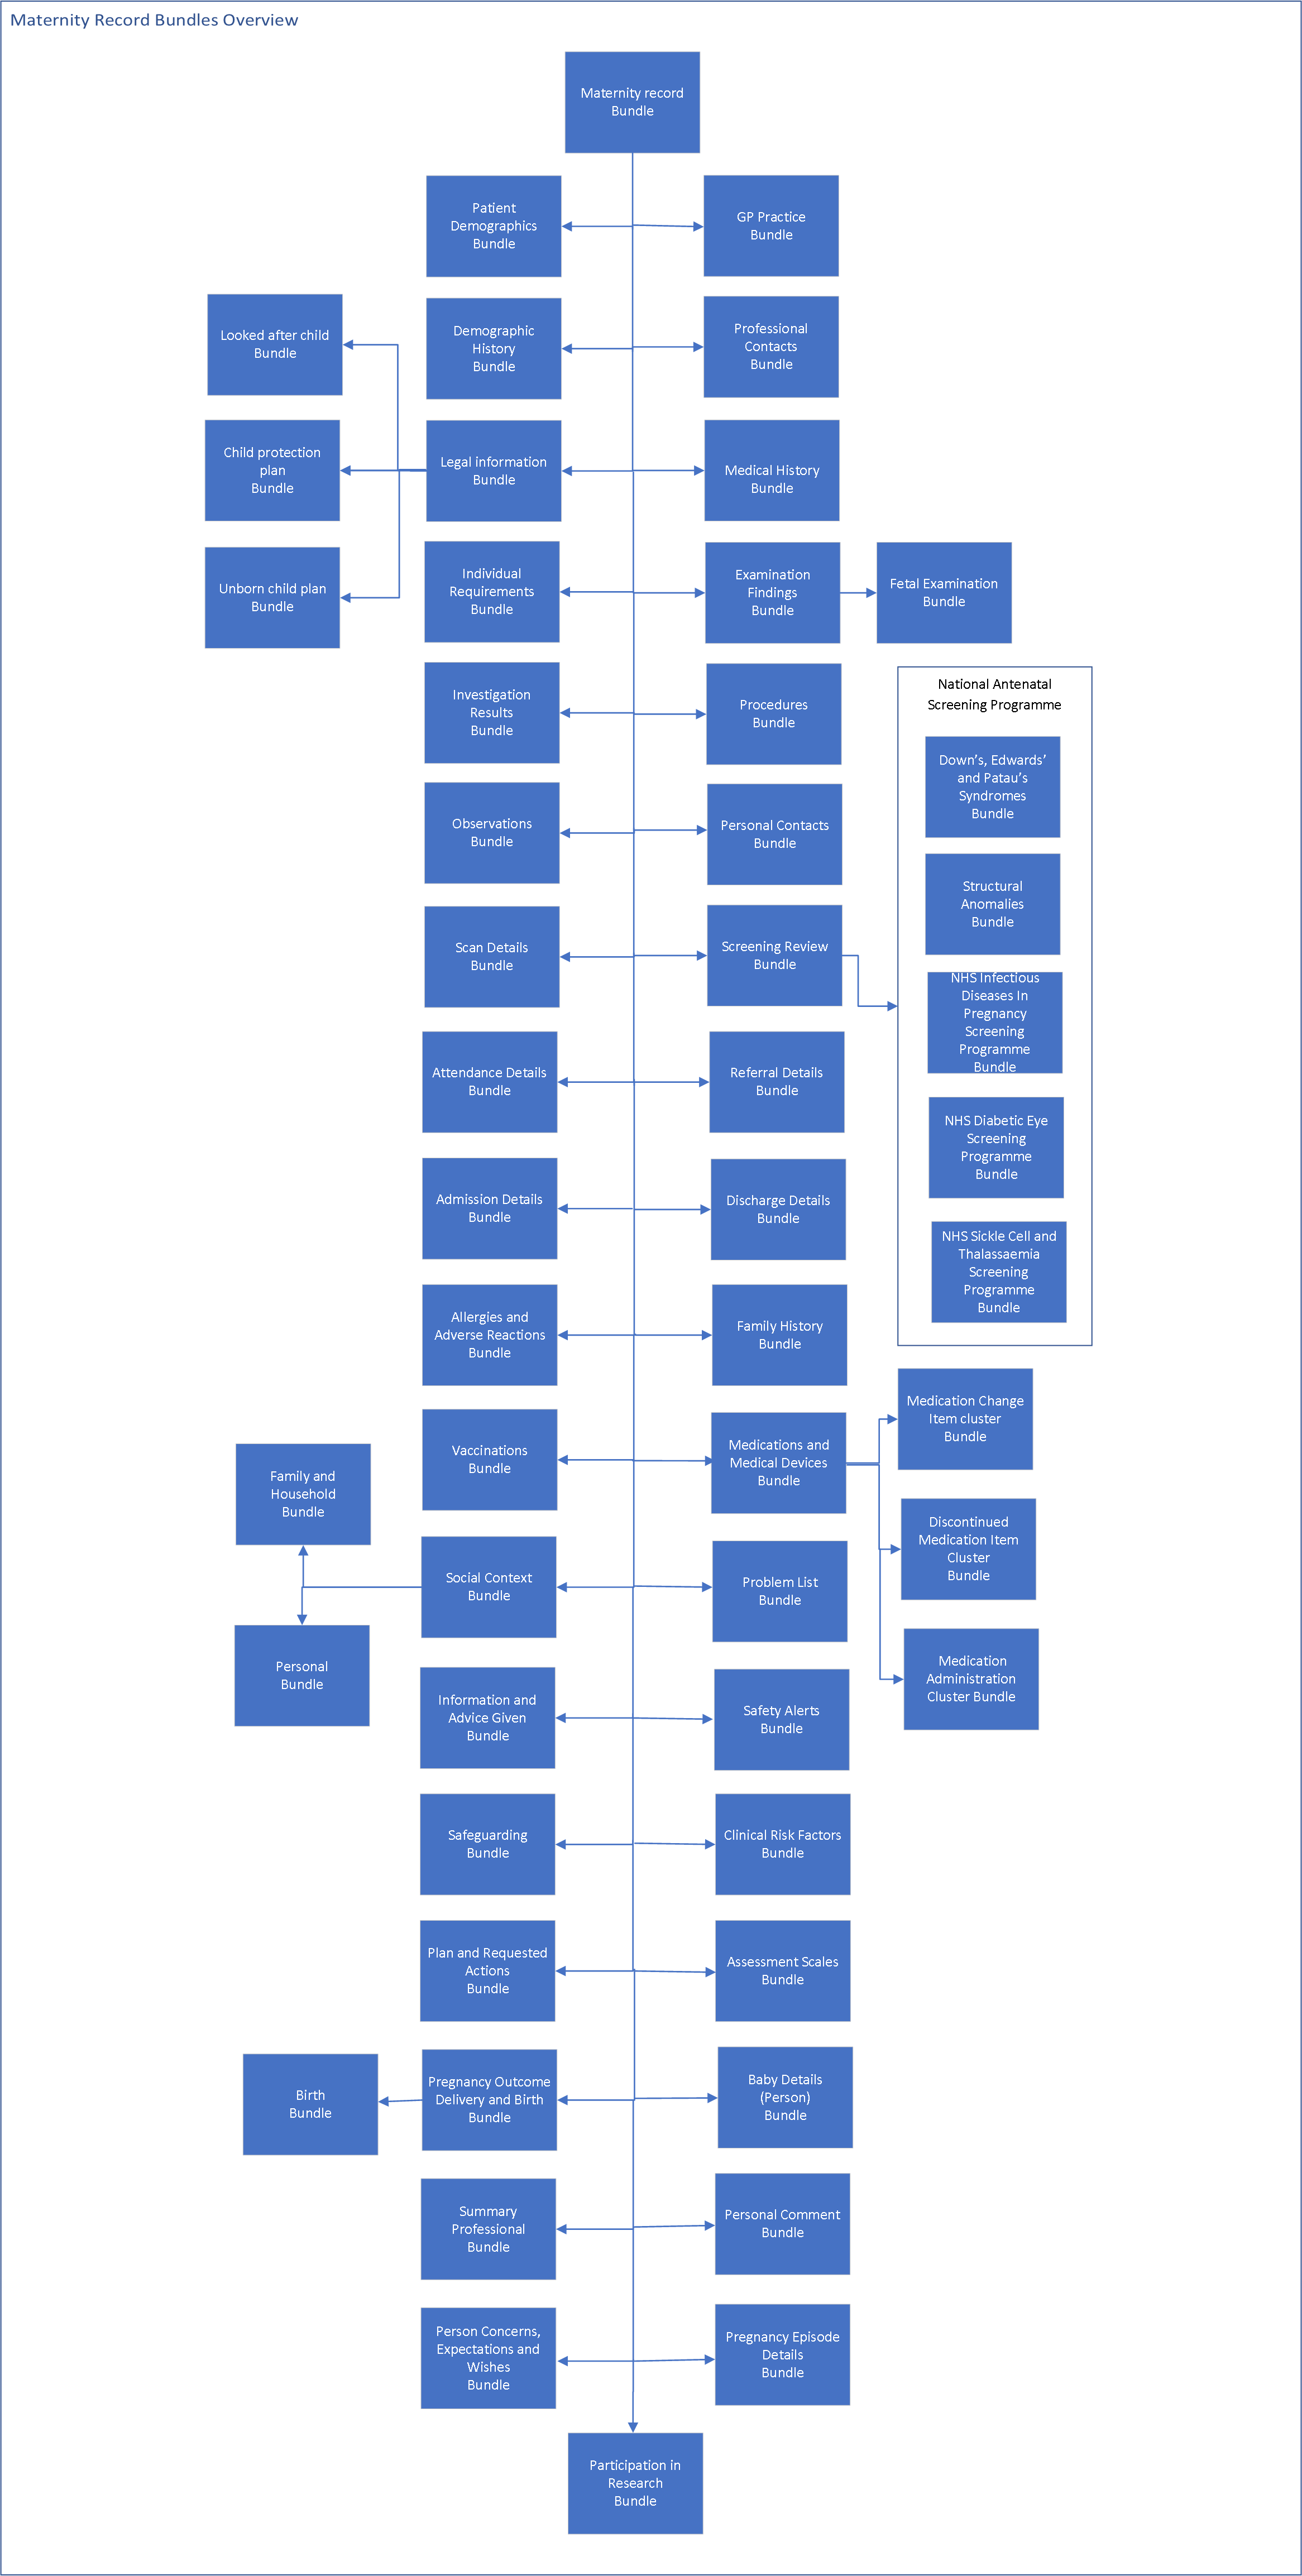 Maternity Record Bundles Overview
Maternity record
Bundle
Patient
Demographics
Bundle
GP Practice
Bundle
Looked after child
Bundle
Demographic
History
Bundle
Professional
Contacts
Bundle
Child protection
plan
Bundle
Legal information
Bundle
Medical History
Bundle
Unborn child plan
Bundle
Individual
Requirements
Bundle
Examination
Findings
Bundle
Fetal Examination
Bundle
Investigation
Results
Bundle
Procedures
Bundle
National Antenatal
Screening Programme
Down's, Edwards'
and Patau's
Syndromes
Bundle
Observations
Bundle
Personal Contacts
Bundle
Structural
Anomalies
Bundle
Scan Details
Bundle
Screening Review
Bundle
NHS Infectious
Diseases In
Pregnancy
Screening
Programme
Bundle
Attendance Details
Bundle
Referral Details
Bundle
NHS Diabetic Eye
Screening
Programme
Bundle
Admission Details
Bundle
Discharge Details
Bundle
NHS Sickle Cell and
Thalassaemia
Screening
Programme
Bundle
Allergies and
Adverse Reactions
Bundle
Family History
Bundle
Medication Change
Item cluster
Bundle
Vaccinations
Bundle
Medications and
Medical Devices
Bundle
Family and
Household
Bundle
Discontinued
Medication Item
Cluster
Bundle
Social Context
Bundle
Problem List
Bundle
Personal
Bundle
Medication
Administration
Cluster Bundle
Information and
Advice Given
Bundle
Safety Alerts
Bundle
Safeguarding
Bundle
Clinical Risk Factors
Bundle
Plan and Requested
Actions
Bundle
Assessment Scales
Bundle
Birth
Bundle
Pregnancy Outcome
Delivery and Birth
Bundle
Baby Details
(Person)
Bundle
Summary
Professional
Bundle
Personal Comment
Bundle
Person Concerns,
Expectations and
Wishes
Bundle
Pregnancy Episode
Details
Bundle
Participation in
Research
Bundle